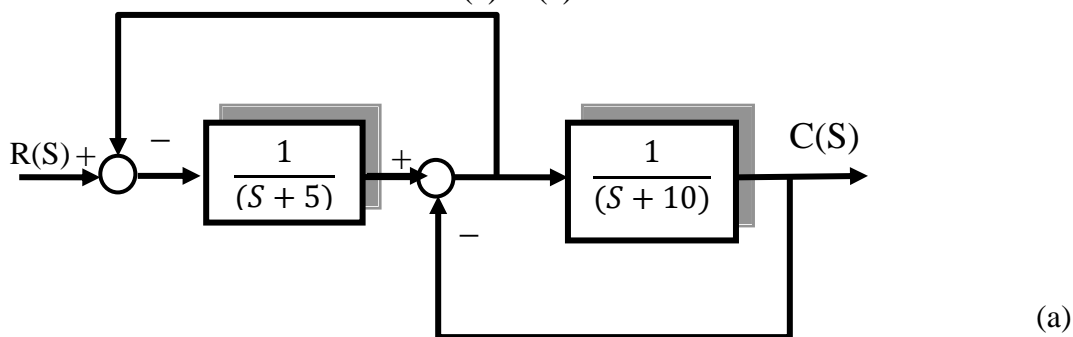 R(S) +
−
1
(S + 5)
+
−
1
(S + 10)
C(S)
(a)